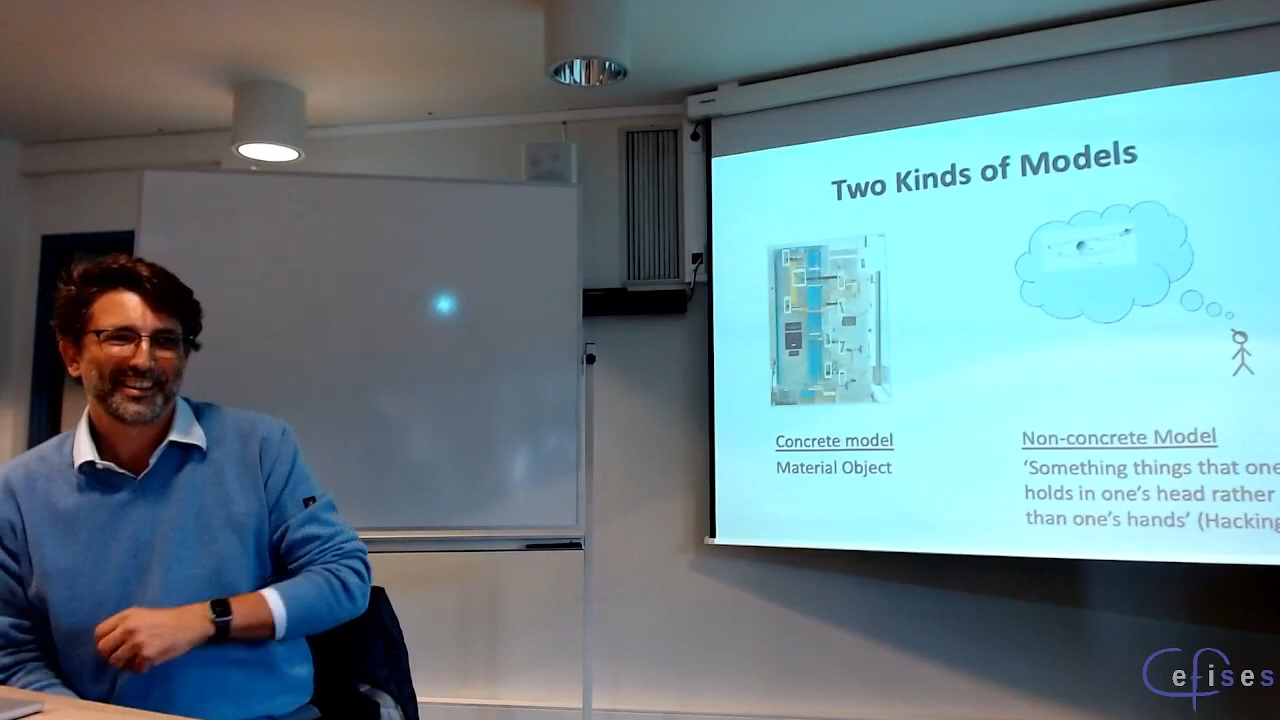 Two Kinds of Models
Concrete model
Material Object
Non-concrete Model
'Something things that one
holds in one's head rather
than one's hands' (Hacking
Cefises